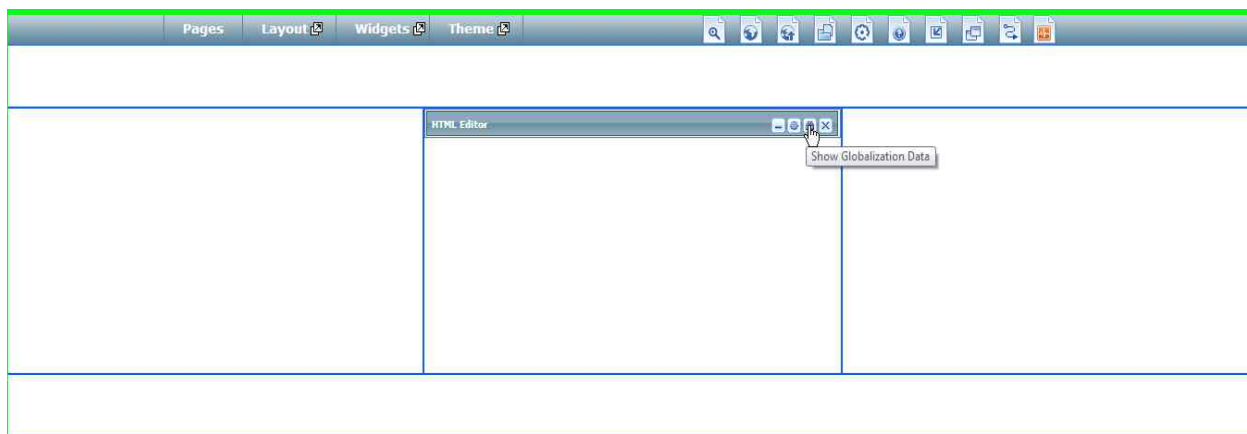 Pages Layout Widgets Theme
HTML Editor
Show Globalization Data